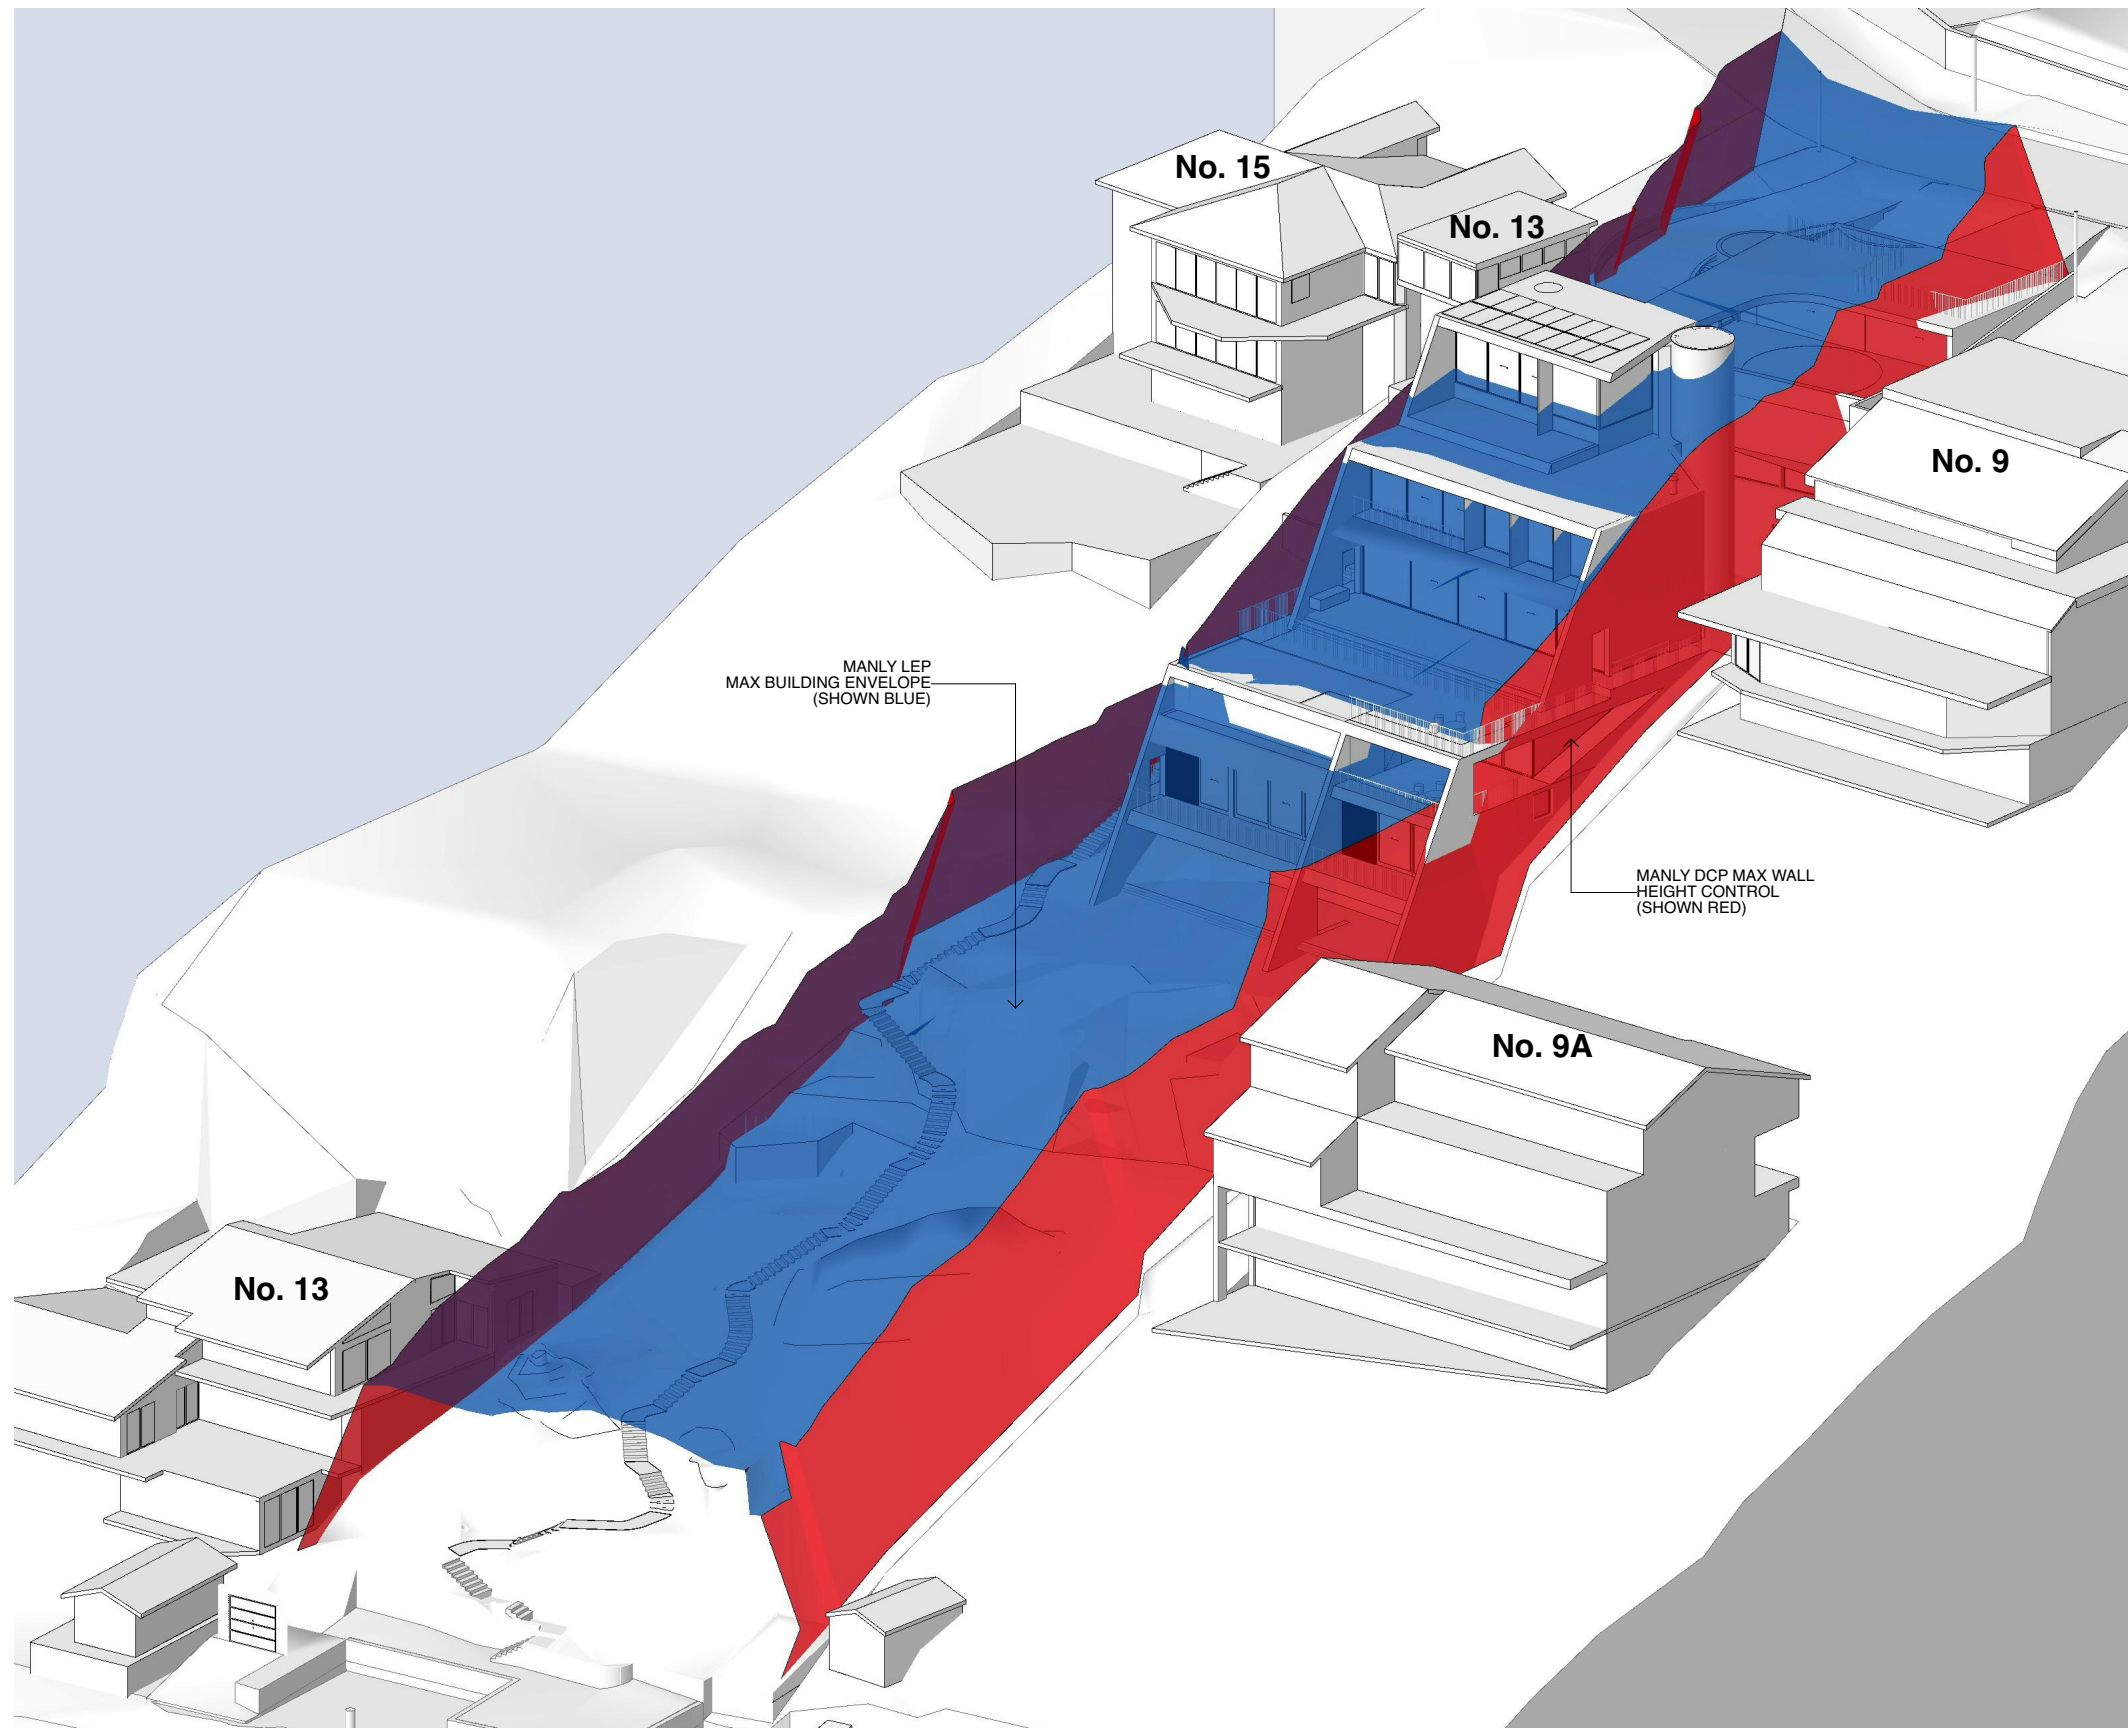 No. 15
No. 13
No. 9
MANLY LEP
MAX BUILDING ENVELOPE
(SHOWN BLUE)
MANLY DCP MAX WALL
HEIGHT CONTROL
(SHOWN RED)
No. 9A
No. 13